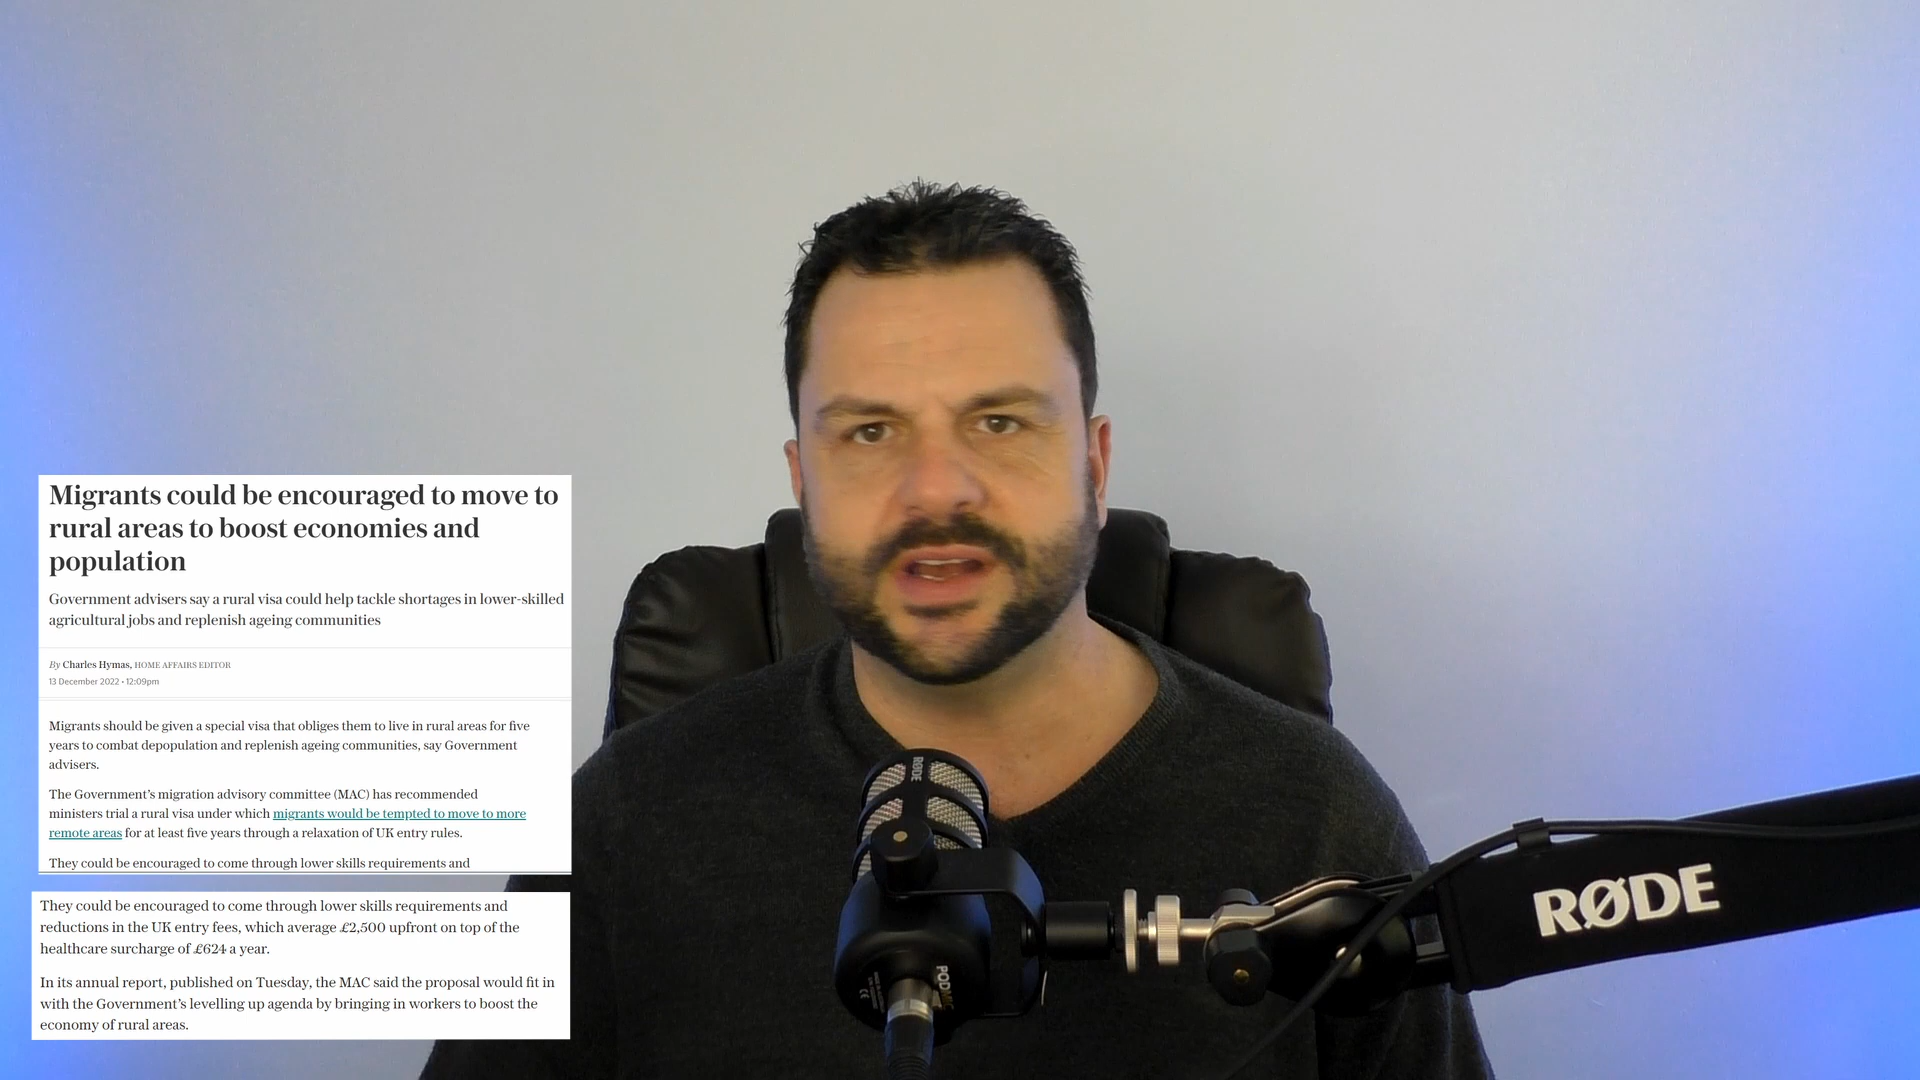 Migrants could be encouraged to move to
rural areas to boost economies and
population
Government advisers say a rural visa could help tackle shortages in lower-skilled
agricultural jobs and replenish ageing communities
By Charles Hymas, HOME AFFAIRS EDITOR
13 December 2022 • 12:09pm
Migrants should be given a special visa that obliges them to live in rural areas for five
years to combat depopulation and replenish ageing communities, say Government
advisers.
The Government's migration advisory committee (MAC) has recommended
ministers trial a rural visa under which migrants would be tempted to move to more
remote areas for at least five years through a relaxation of UK entry rules.
They could be encouraged to come through lower skills requirements and
They could be encouraged to come through lower skills requirements and
reductions in the UK entry fees, which average £2,500 upfront on top of the
healthcare surcharge of £624 a year.
In its annual report, published on Tuesday, the MAC said the proposal would fit in
with the Government's levelling up agenda by bringing in workers to boost the
economy of rural areas.
RØDE
PODMIC
RØDE